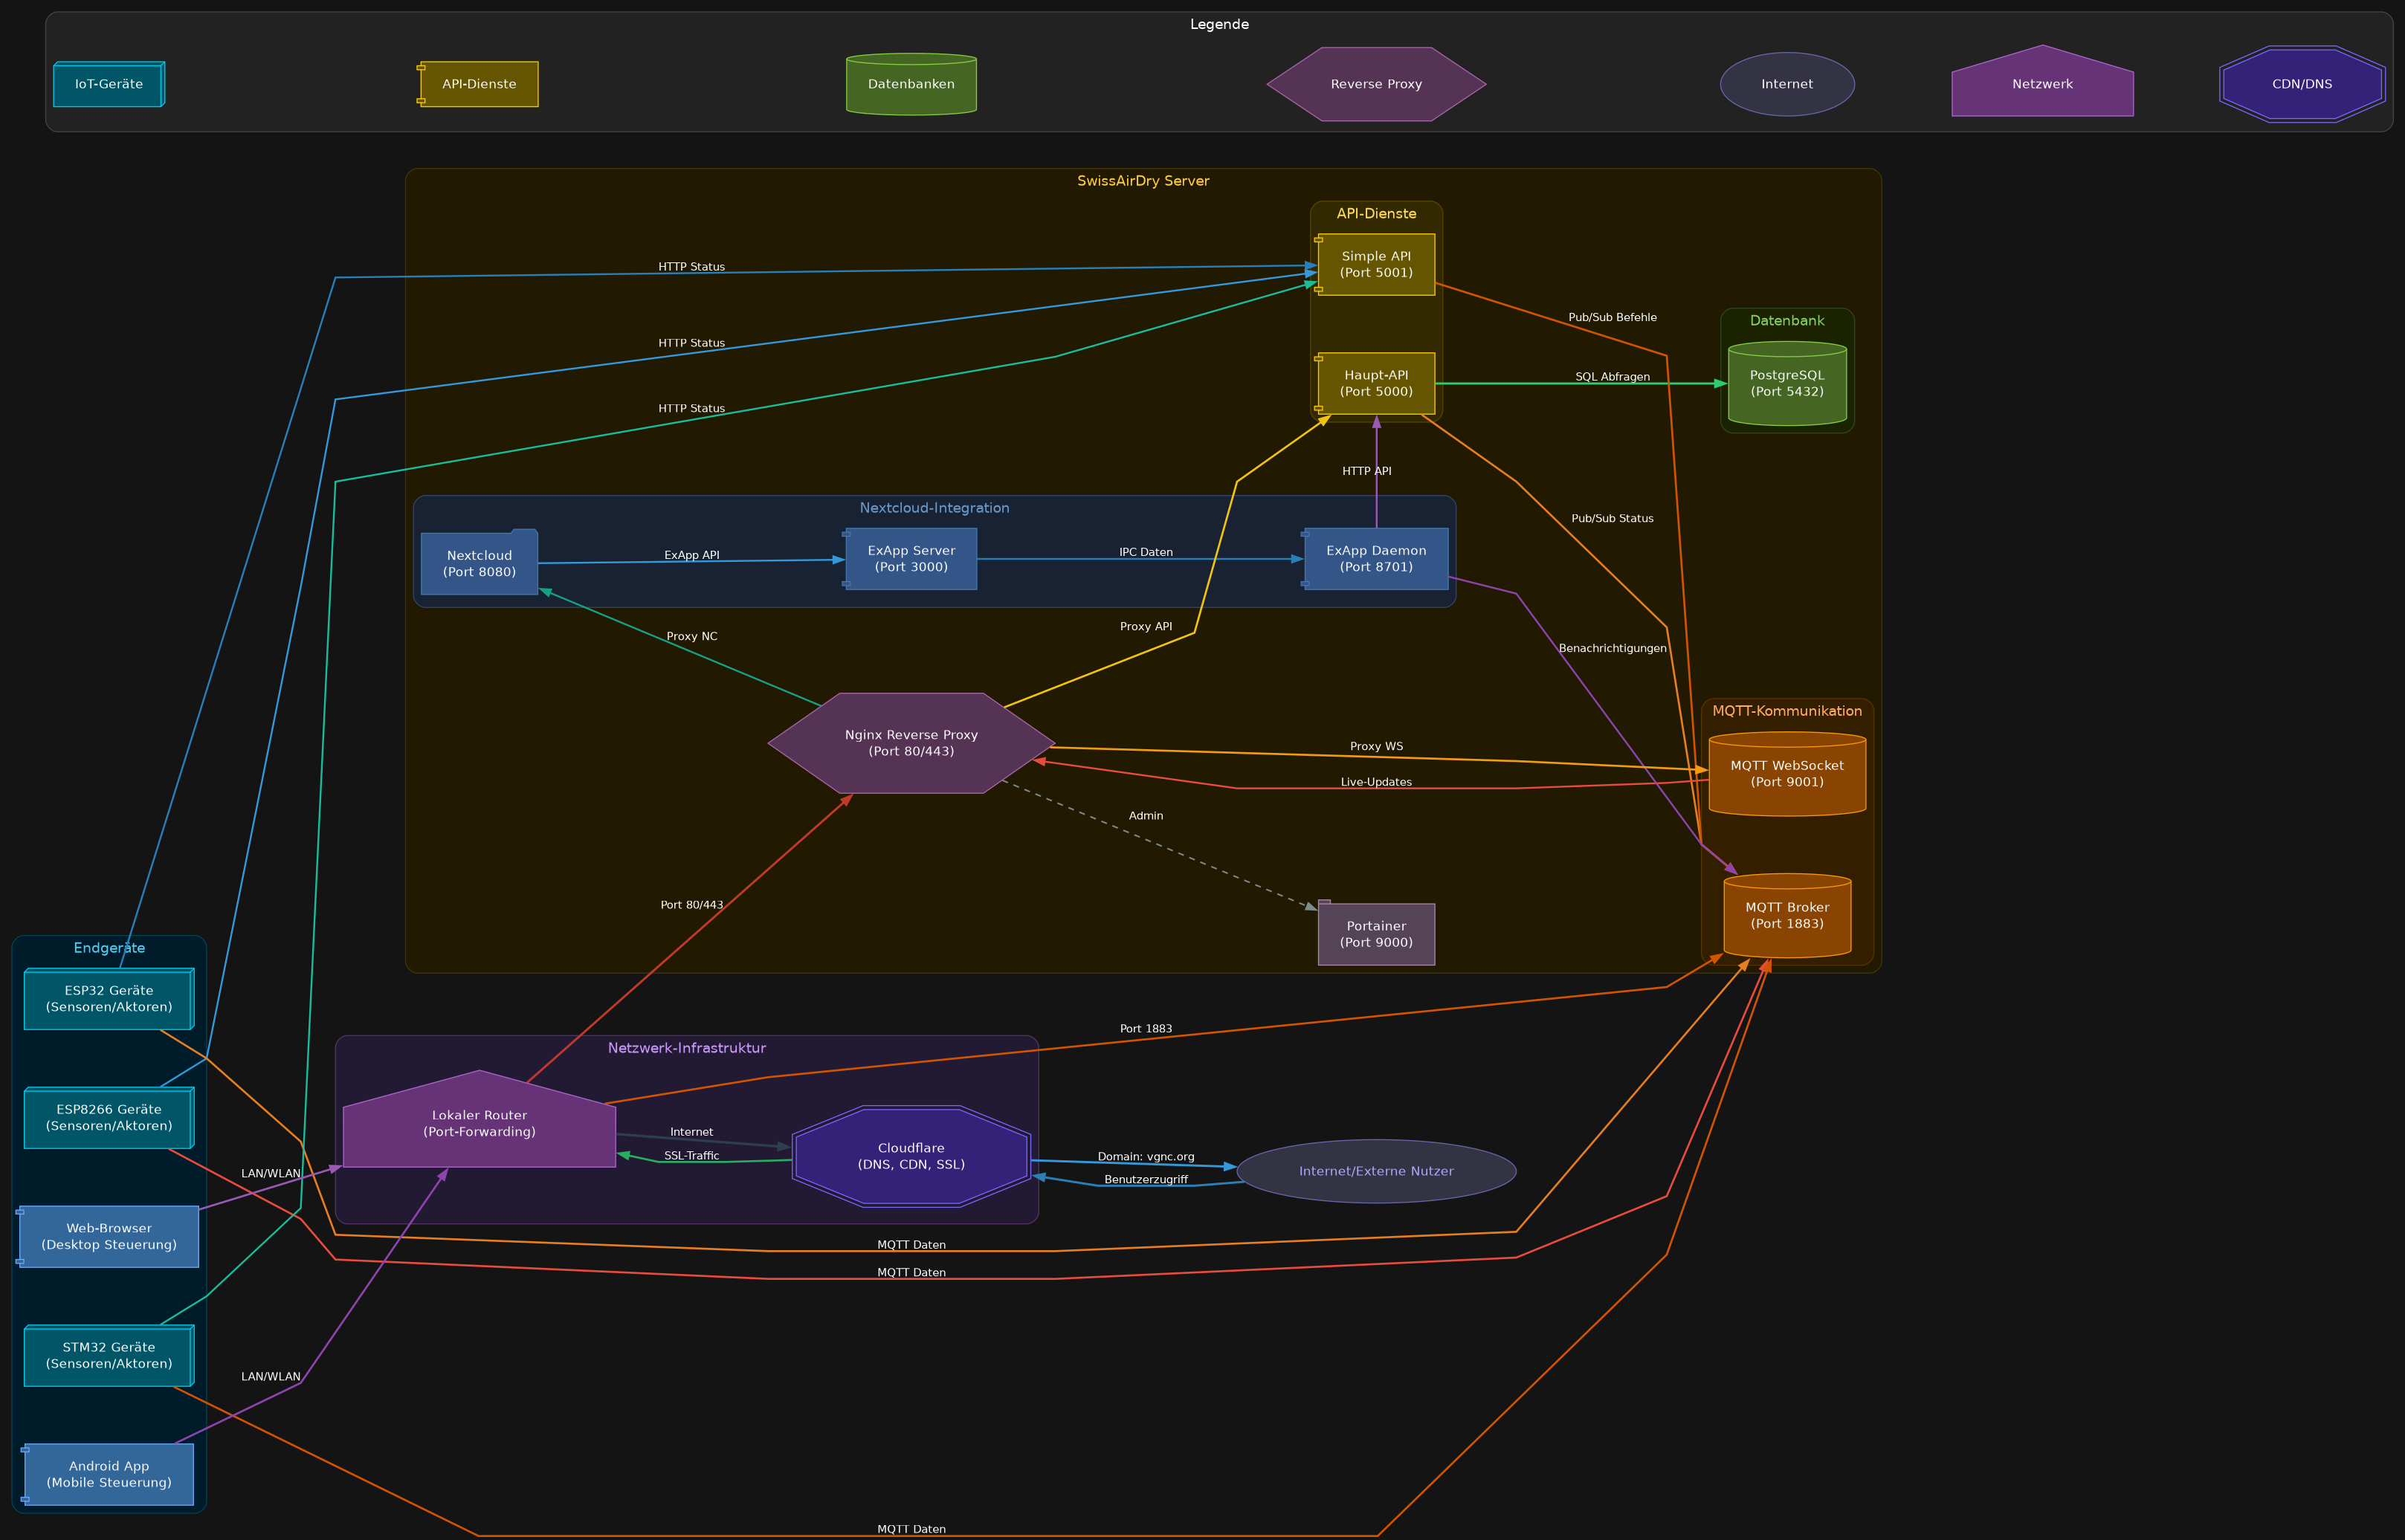 Legende
IoT-Geräte
API-Dienste
Datenbanken
Reverse Proxy
Internet
Netzwerk
CDN/DNS
SwissAirDry Server
API-Dienste
Simple API
(Port 5001)
HTTP Status
Pub/Sub Befehle
Datenbank
HTTP Status
Haupt-API
(Port 5000)
SQL Abfragen
PostgreSQL
(Port 5432)
HTTP Status
HTTP API
Nextcloud-Integration
Pub/Sub Status
Nextcloud
(Port 8080)
ExApp API
ExApp Server
(Port 3000)
IPC Daten
ExApp Daemon
(Port 8701)
Proxy NC
Proxy API
Benachrichtigungen
MQTT-Kommunikation
Nginx Reverse Proxy
(Port 80/443)
Proxy WS
MQTT WebSocket
(Port 9001)
Live-Updates
Admin
Port 80/443
Portainer
(Port 9000)
MQTT Broker
(Port 1883)
Endgeräte
ESP32 Geräte
(Sensoren/Aktoren)
Port 1883
Netzwerk-Infrastruktur
ESP8266 Geräte
(Sensoren/Aktoren)
Lokaler Router
(Port-Forwarding)
Internet
SSL-Traffic
Cloudflare
(DNS, CDN, SSL)
Domain: vgnc.org
Benutzerzugriff
Internet/Externe Nutzer
LAN/WLAN
Web-Browser
(Desktop Steuerung)
MQTT Daten
MQTT Daten
STM32 Geräte
(Sensoren/Aktoren)
LAN/WLAN
Android App
(Mobile Steuerung)
MQTT Daten